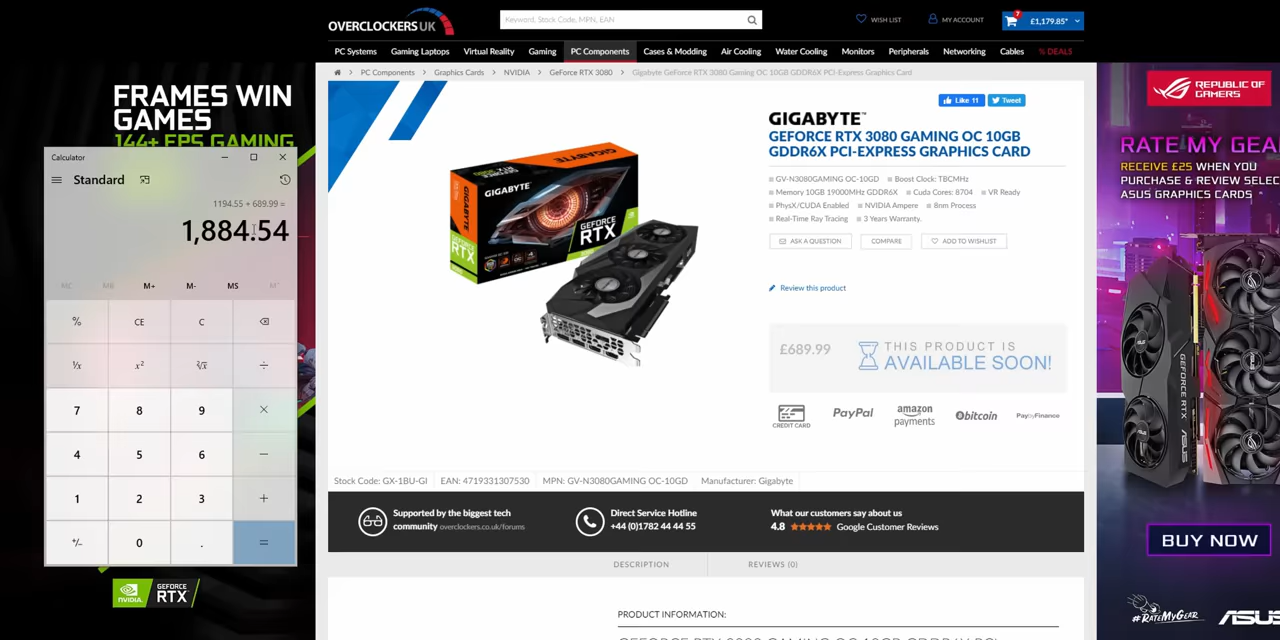 OVERCLOCKERS UK
Keyword, Stock Code, MPN, EAN
WISH LIST
MY ACCOUNT
7
£1,179.85*
PC Systems
Gaming Laptops
Virtual Reality
Gaming
PC Components
Cases & Modding
Air Cooling
Water Cooling
Monitors
Peripherals
Networking
Cables
% DEALS
PC Components
Graphics Cards
NVIDIA
GeForce RTX 3080
Gigabyte GeForce RTX 3080 Gaming OC 10GB GDDR6X PCI-Express Graphics Card
FRAMES WIN
GAMES
144+ FPS GAMING
Calculator
Standard
1194.55 + 689.99 =
1,884.54
MC
MR
M+
M-
MS
M
%
CE
C
¹/x
x²
²√x
÷
7
8
9
×
4
5
6
−
1
2
3
+
+/−
0
.
=
NVIDIA
GEFORCE
RTX
Like 11
Tweet
GIGABYTE™
GEFORCE RTX 3080 GAMING OC 10GB
GDDR6X PCI-EXPRESS GRAPHICS CARD
GV-N3080GAMING OC-10GD
Boost Clock: TBCMHz
Memory 10GB 19000MHz GDDR6X
Cuda Cores: 8704
VR Ready
PhysX/CUDA Enabled
NVIDIA Ampere
8nm Process
Real-Time Ray Tracing
3 Years Warranty.
ASK A QUESTION
COMPARE
ADD TO WISHLIST
Review this product
£689.99
THIS PRODUCT IS
AVAILABLE SOON!
CREDIT CARD
PayPal
amazon
payments
bitcoin
PaybyFinance
GIGABYTE
GIGABYTE
GEFORCE
RTX
RTX
Stock Code: GX-1BU-GI
EAN: 4719331307530
MPN: GV-N3080GAMING OC-10GD
Manufacturer: Gigabyte
Supported by the biggest tech
community overclockers.co.uk/forums
Direct Service Hotline
+44 (0)1782 44 44 55
What our customers say about us
4.8 Google Customer Reviews
DESCRIPTION
REVIEWS (0)
PRODUCT INFORMATION:
REPUBLIC OF
GAMERS
RATE MY GEA
RECEIVE £25 WHEN YOU
PURCHASE & REVIEW SELEC
ASUS GRAPHICS CARDS
GEFORCE RTX
ASUS
BUY NOW
#RATEMYGEAR
ASUS